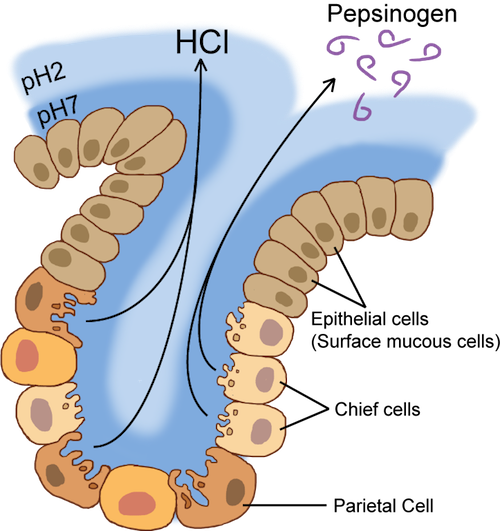 Pepsinogen
HCl
pH2
pH7
Epithelial cells
(Surface mucous cells)
Chief cells
Parietal Cell